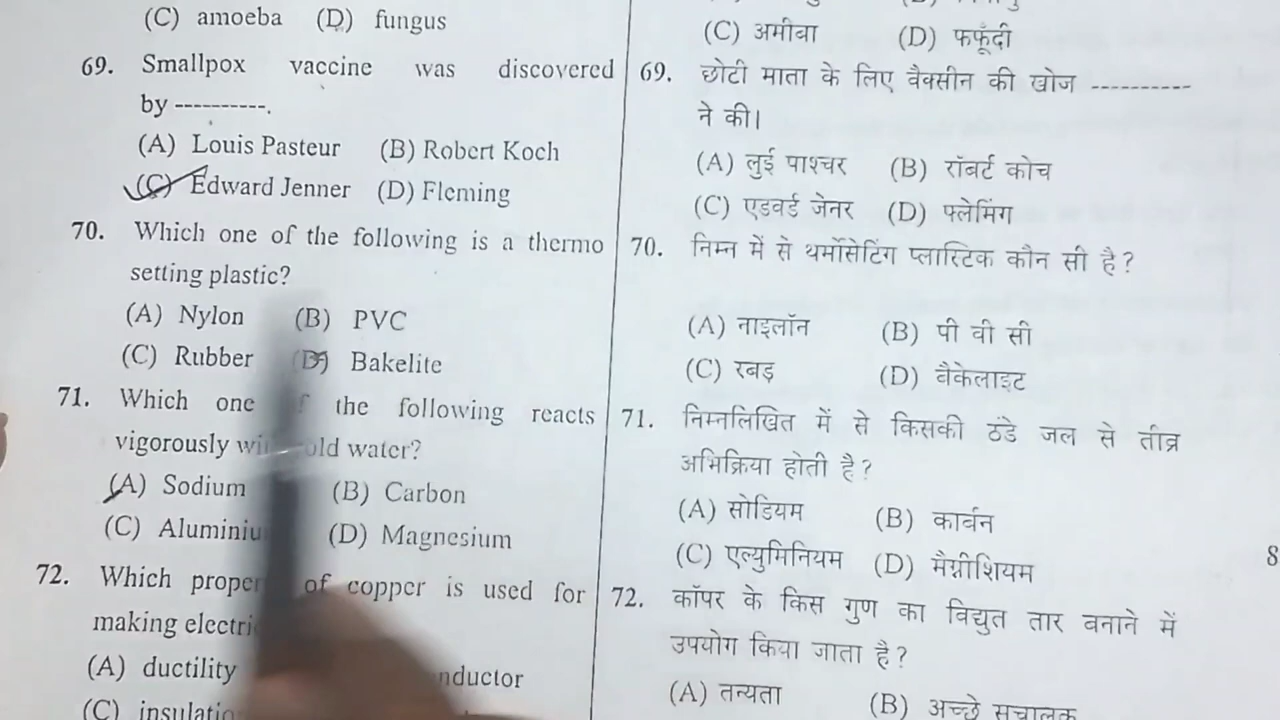 (C) amoeba (D) fungus
69. Smallpox vaccine was discovered
by ----------.
(A) Louis Pasteur (B) Robert Koch
(C) Edward Jenner (D) Fleming
70. Which one of the following is a thermo
setting plastic?
(A) Nylon (B) PVC
(C) Rubber (D) Bakelite
71. Which one the following reacts
vigorously water?
(A) Sodium (B) Carbon
(C) (D) Magnesium
72. Which of copper is used for
making
(A) ductility
(C)
(C) अमीबा (D) फफूँदी
69. छोटी माता के लिए वैक्सीन की खोज ----------
ने की।
(A) लुई पाश्चर (B) रॉबर्ट कोच
(C) एडवर्ड जेनर (D) फ्लेमिंग
70. निम्न में से थर्मोसेटिंग प्लास्टिक कौन सी है?
(A) नाइलॉन (B) पी वी सी
(C) रबड़ (D) बैकेलाइट
71. निम्नलिखित में से किसकी ठंडे जल से तीव्र
अभिक्रिया होती है?
(A) सोडियम (B) कार्बन
(C) एल्युमिनियम (D) मैग्नीशियम
72. कॉपर के किस गुण का विद्युत तार बनाने में
उपयोग किया जाता है?
(A) तन्यता (B) अच्छे सुचालक
8